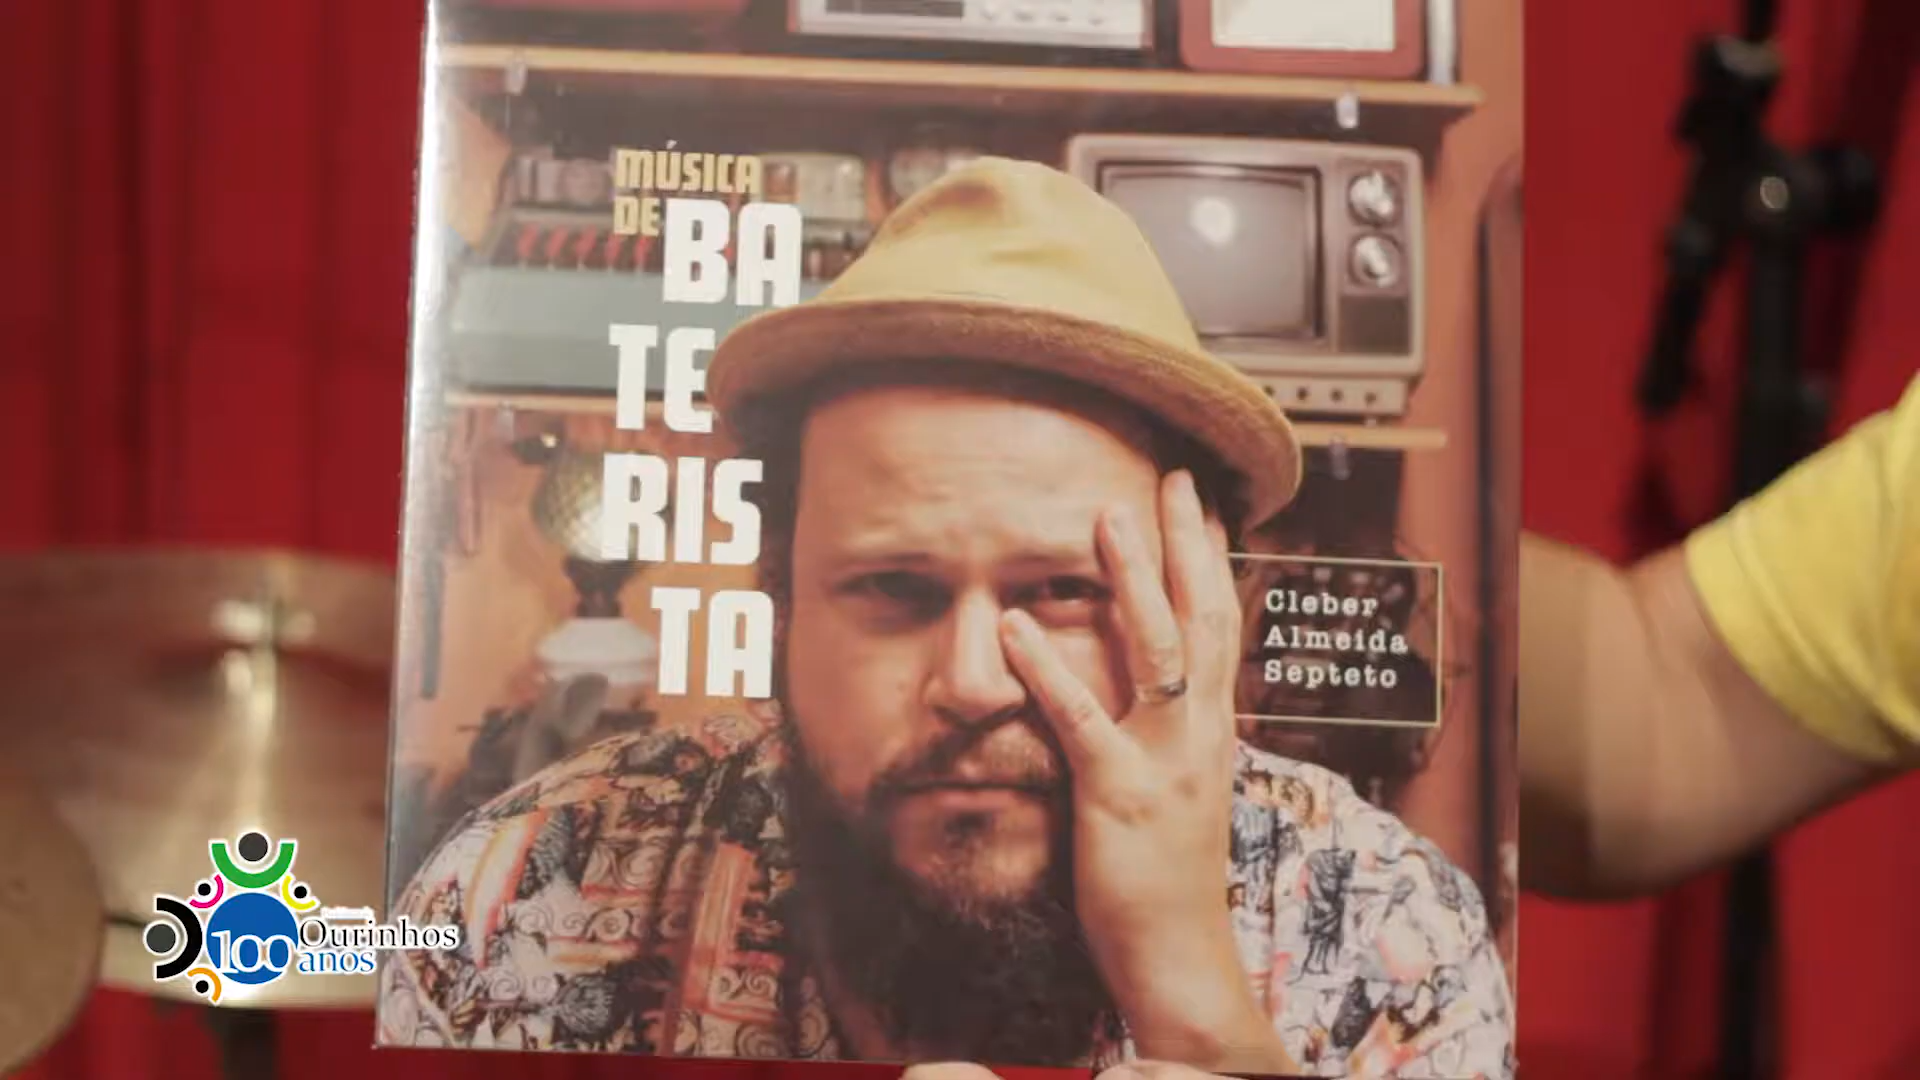 MÚSICA
DE BA
TE
RIS
TA
Cleber
Almeida
Septeto
100 Ourinhos
anos